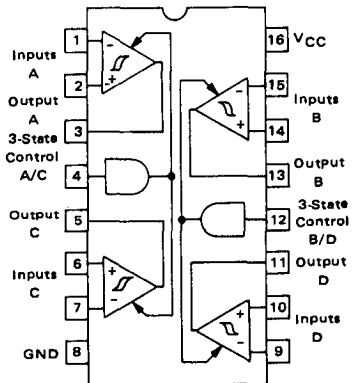 1
Inputs
A
2
Output
A
3
3-State
Control
A/C
4
Output
C
5
6
Inputs
C
7
GND
8
16
VCC
15
Inputs
B
14
13
Output
B
3-State
12
Control
B/D
11
Output
D
10
Inputs
D
9
-
+
-
+
+
-
+
-